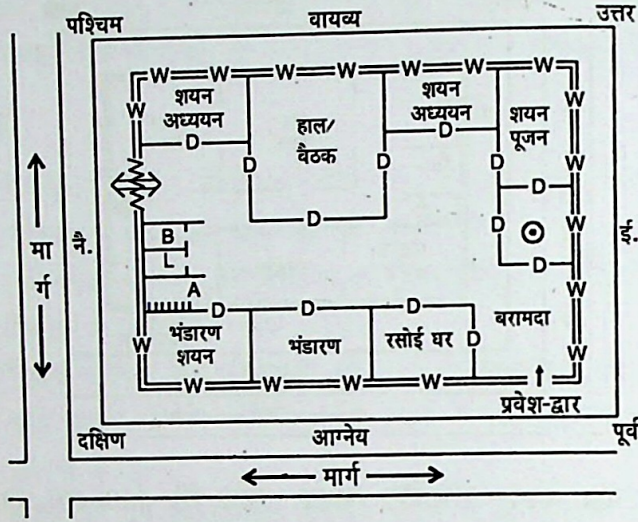 पश्चिम वायव्य उत्तर
W W W W W W
W शयन अध्ययन हाल/ बैठक शयन अध्ययन शयन पूजन W
D D D D
W D W
D D
मार्ग नै. B D W ई.
L
D
A W
D D D बरामदा
W भंडारण शयन भंडारण रसोई घर D W
W W W W
प्रवेश-द्वार
दक्षिण आग्नेय पूर्व
मार्ग